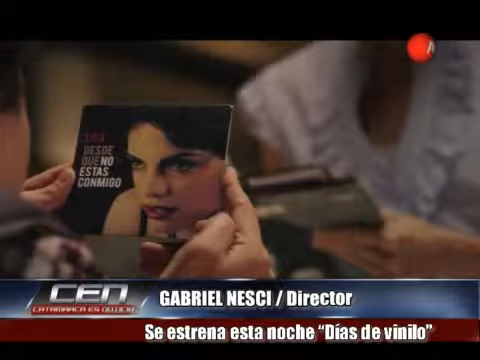 DESDE
QUE NO
ESTAS
CONMIGO
CEN
CATAMARCA ES NOTICIA
GABRIEL NESCI / Director
Se estrena esta noche "Días de vinilo"